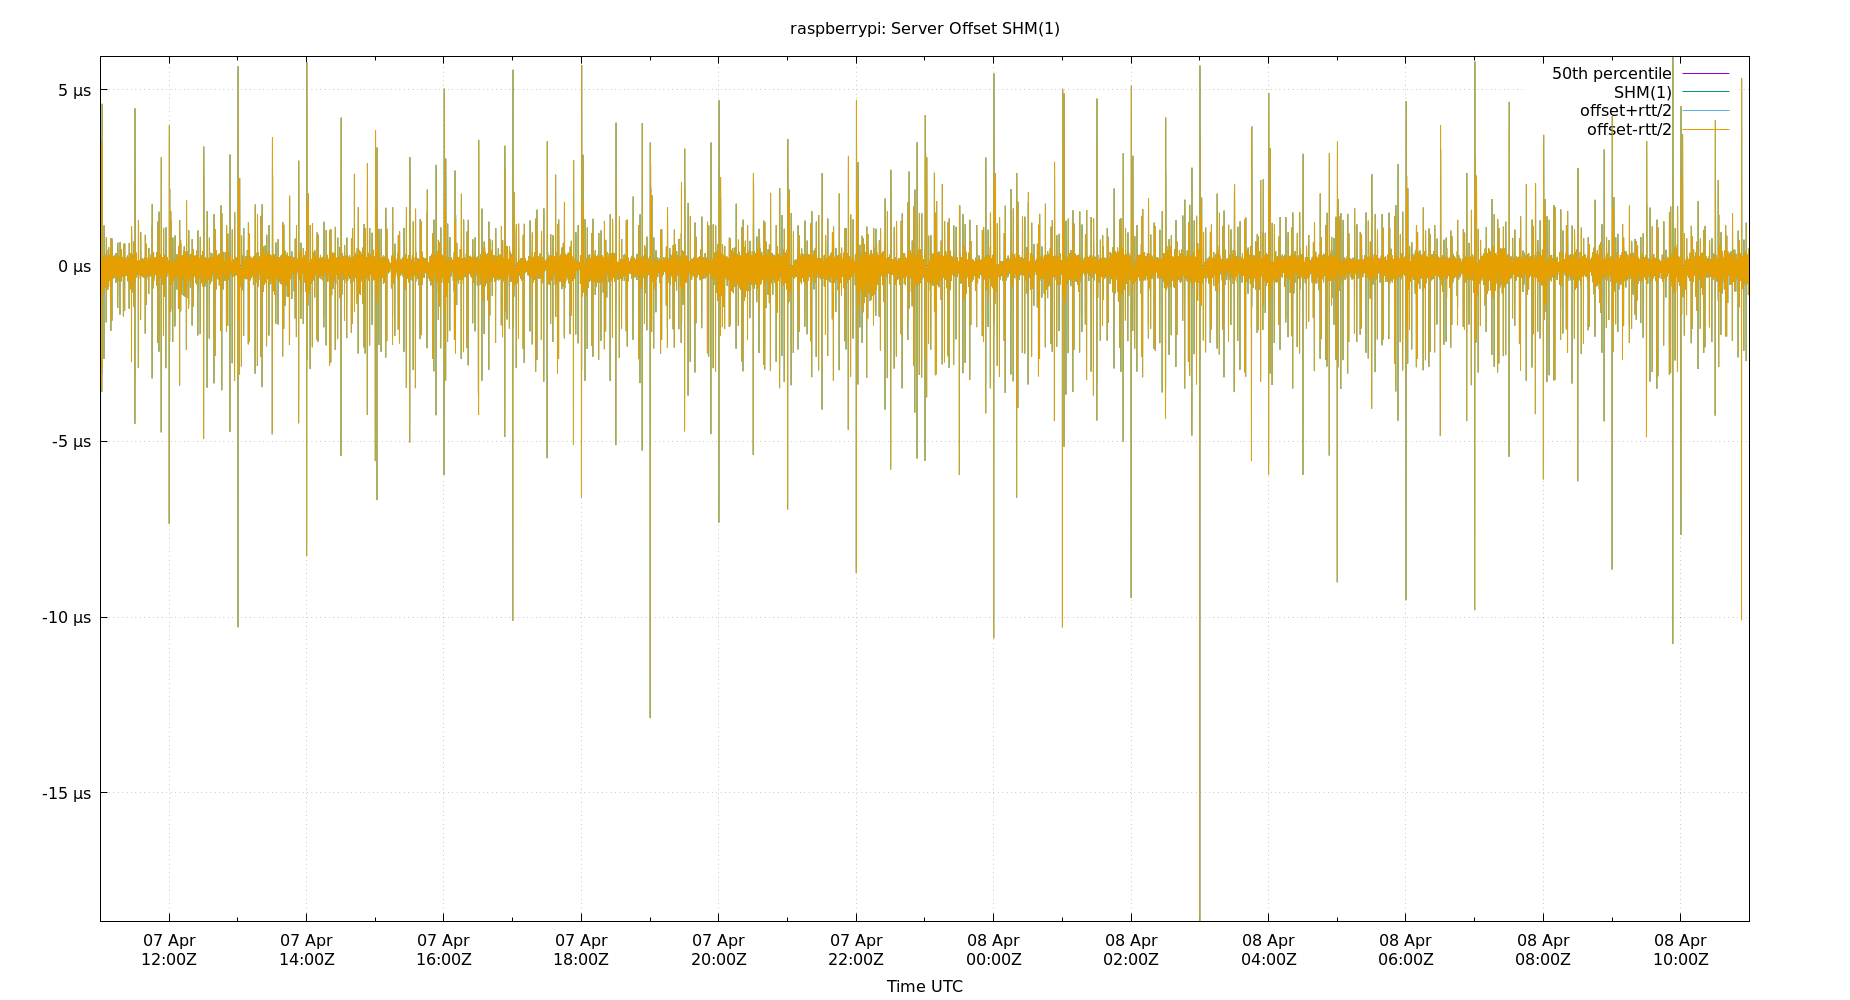 raspberrypi: Server Offset SHM(1)
50th percentile
SHM(1)
offset+rtt/2
offset-rtt/2
5 µs
0 µs
-5 µs
-10 µs
-15 µs
07 Apr 07 Apr 07 Apr 07 Apr 07 Apr 07 Apr 08 Apr 08 Apr 08 Apr 08 Apr 08 Apr 08 Apr
12:00Z 14:00Z 16:00Z 18:00Z 20:00Z 22:00Z 00:00Z 02:00Z 04:00Z 06:00Z 08:00Z 10:00Z
Time UTC